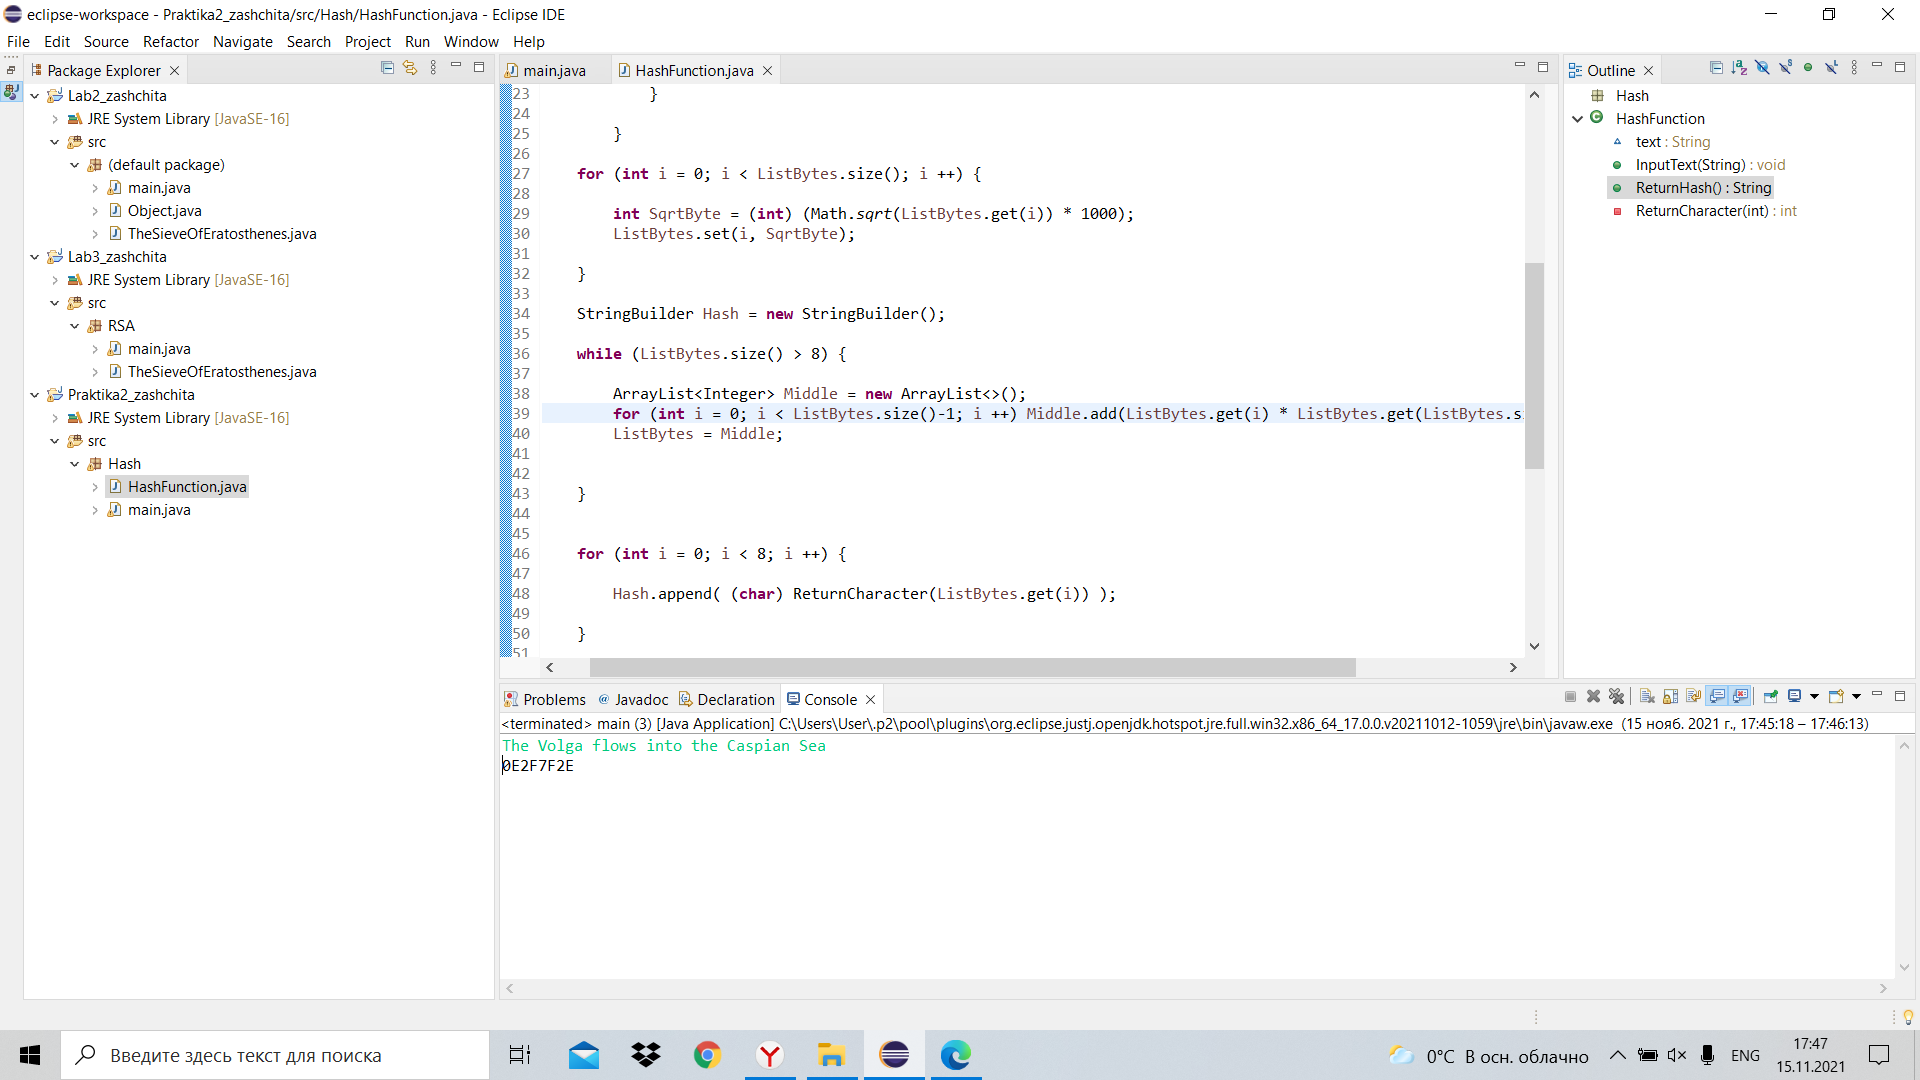 eclipse-workspace - Praktika2_zashchita/src/Hash/HashFunction.java - Eclipse IDE
File Edit Source Refactor Navigate Search Project Run Window Help
Package Explorer
Lab2_zashchita
JRE System Library [JavaSE-16]
src
(default package)
main.java
Object.java
TheSieveOfEratosthenes.java
Lab3_zashchita
JRE System Library [JavaSE-16]
src
RSA
main.java
TheSieveOfEratosthenes.java
Praktika2_zashchita
JRE System Library [JavaSE-16]
src
Hash
HashFunction.java
main.java
main.java HashFunction.java
23 }
24
25 }
26
27 for (int i = 0; i < ListBytes.size(); i ++) {
28
29 int SqrtByte = (int) (Math.sqrt(ListBytes.get(i)) * 1000);
30 ListBytes.set(i, SqrtByte);
31
32 }
33
34 StringBuilder Hash = new StringBuilder();
35
36 while (ListBytes.size() > 8) {
37
38 ArrayList<Integer> Middle = new ArrayList<>();
39 for (int i = 0; i < ListBytes.size()-1; i ++) Middle.add(ListBytes.get(i) * ListBytes.get(ListBytes.s
40 ListBytes = Middle;
41
42
43 }
44
45
46 for (int i = 0; i < 8; i ++) {
47
48 Hash.append( (char) ReturnCharacter(ListBytes.get(i)) );
49
50 }
51
Outline
Hash
HashFunction
text : String
InputText(String) : void
ReturnHash() : String
ReturnCharacter(int) : int
Problems Javadoc Declaration Console
<terminated> main (3) [Java Application] C:\Users\User\.p2\pool\plugins\org.eclipse.justj.openjdk.hotspot.jre.full.win32.x86_64_17.0.0.v20211012-1059\jre\bin\javaw.exe (15 нояб. 2021 г., 17:45:18 – 17:46:13)
The Volga flows into the Caspian Sea
0E2F7F2E
Введите здесь текст для поиска
0°C В осн. облачно
ENG
17:47
15.11.2021